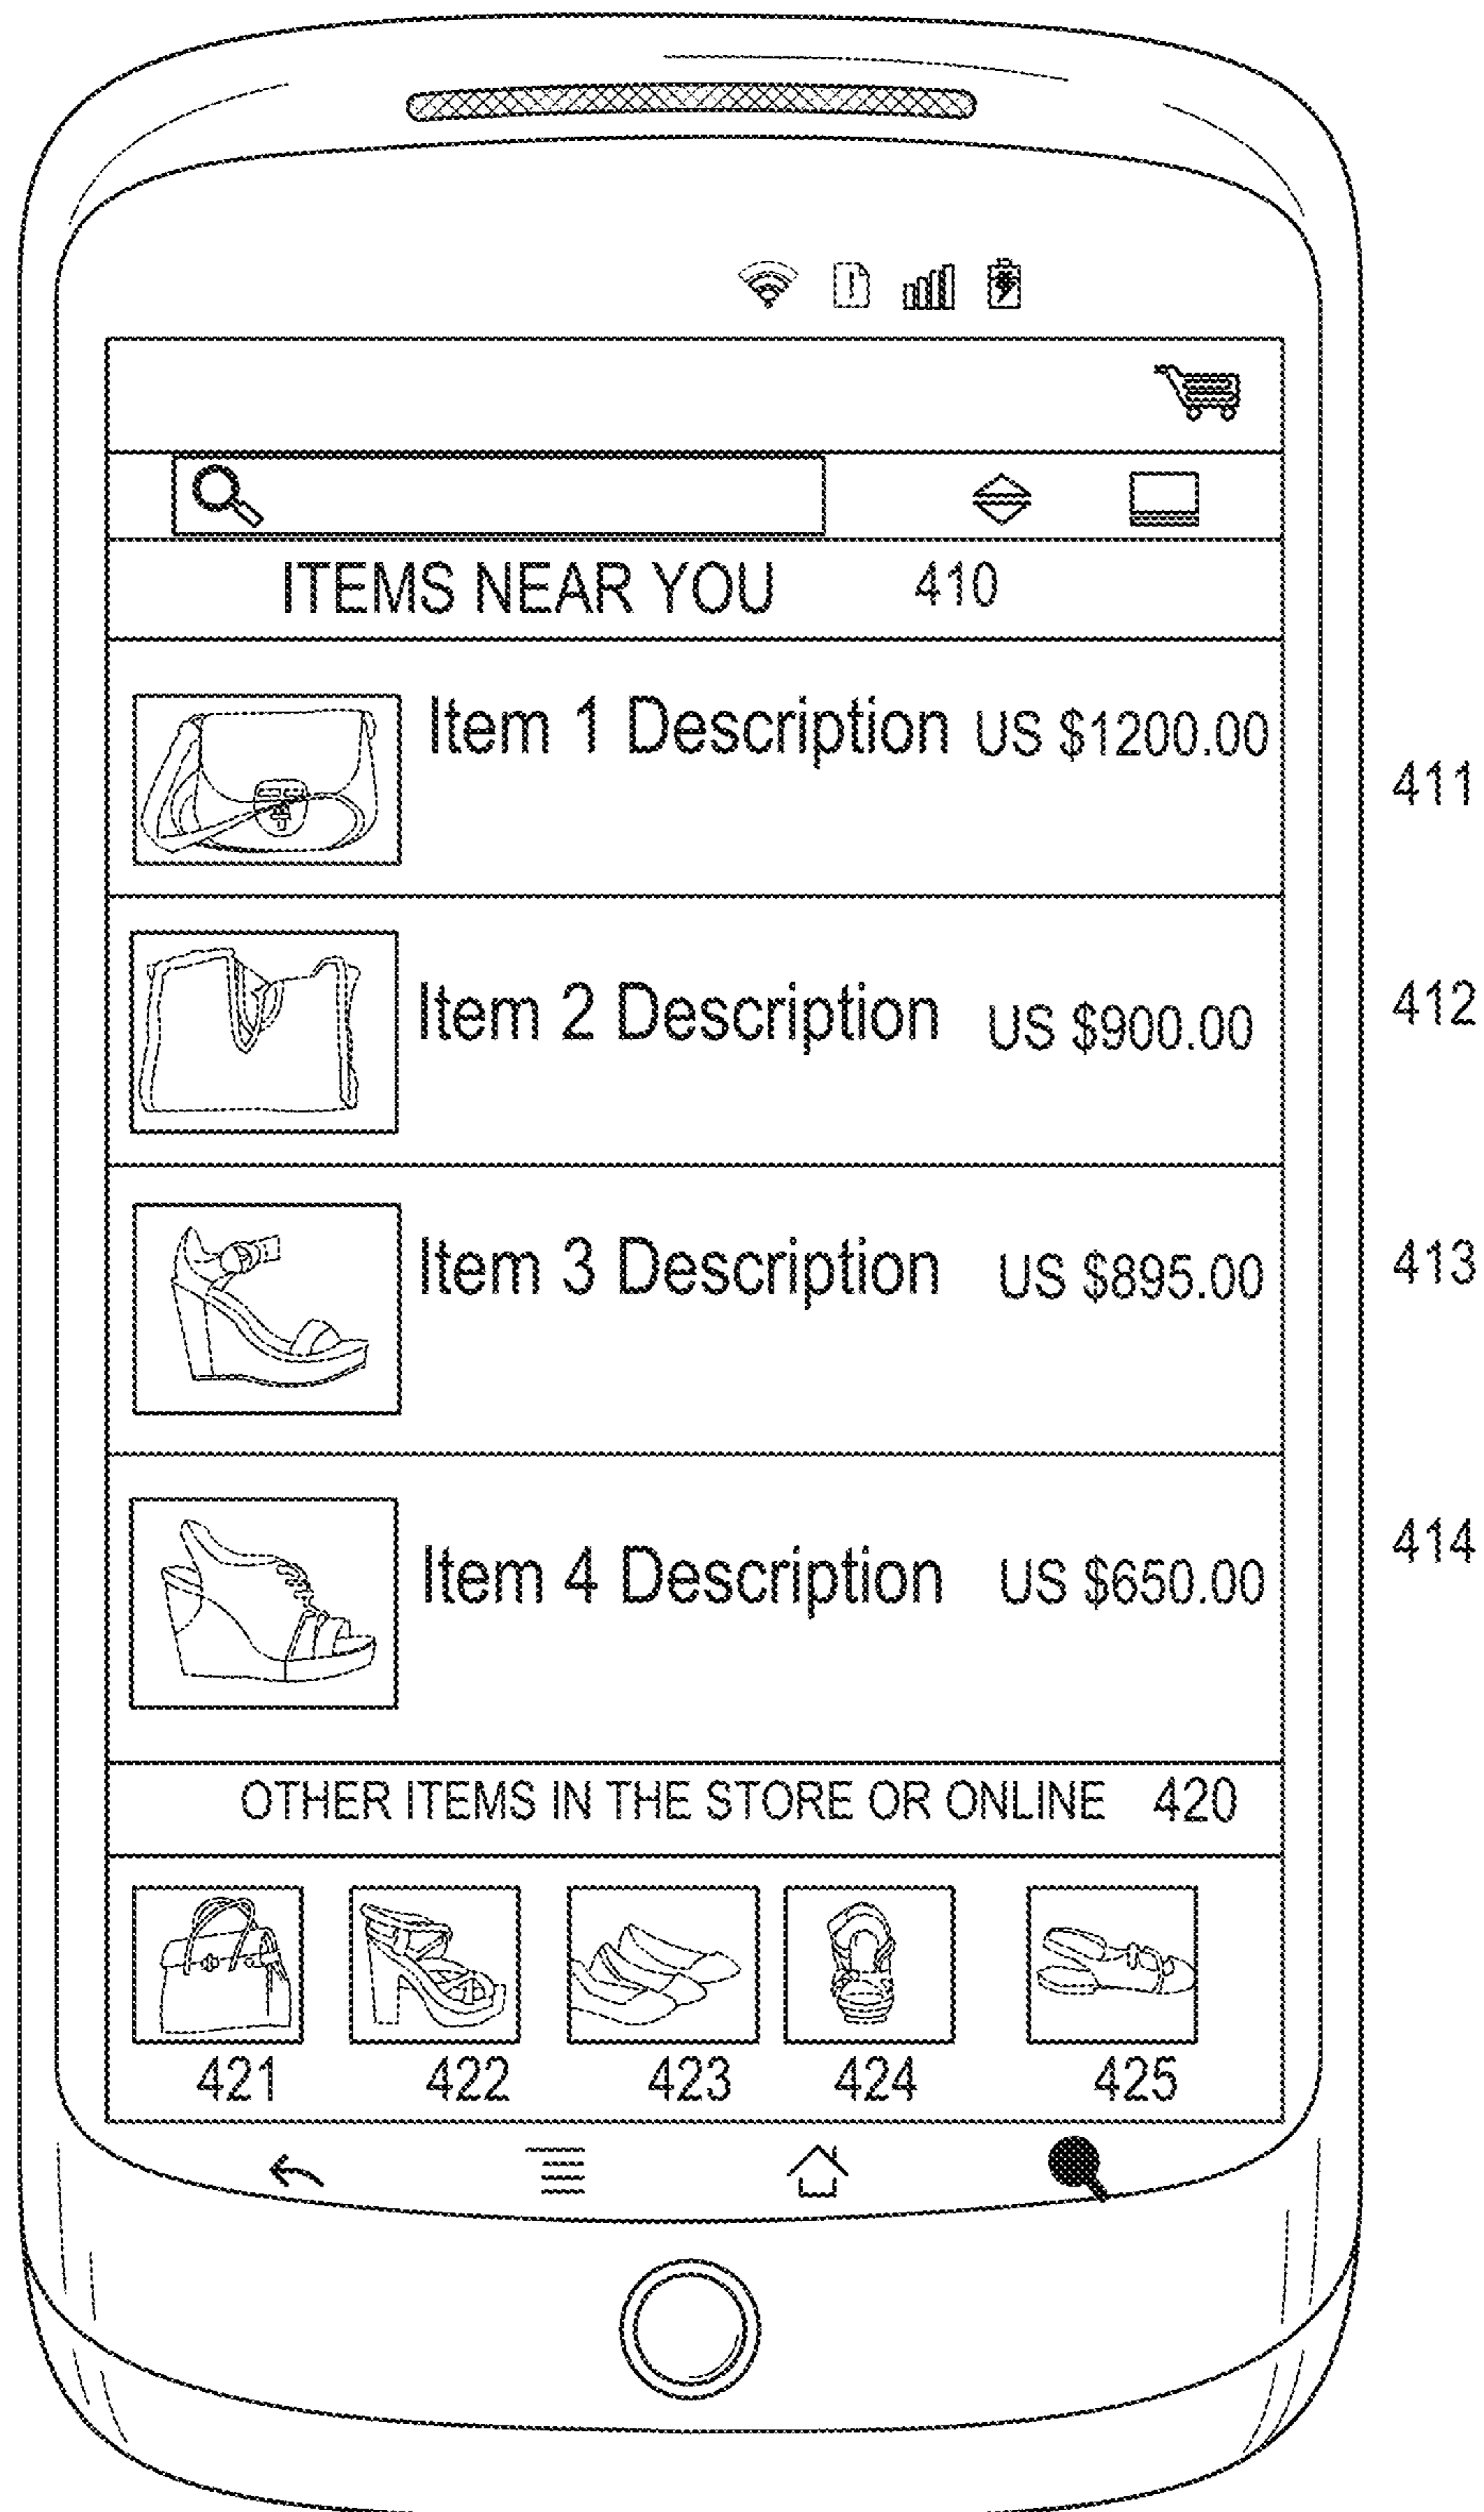 ITEMS NEAR YOU 410
Item 1 Description US $1200.00
411
Item 2 Description US $900.00
412
Item 3 Description US $895.00
413
Item 4 Description US $650.00
414
OTHER ITEMS IN THE STORE OR ONLINE 420
421 422 423 424 425